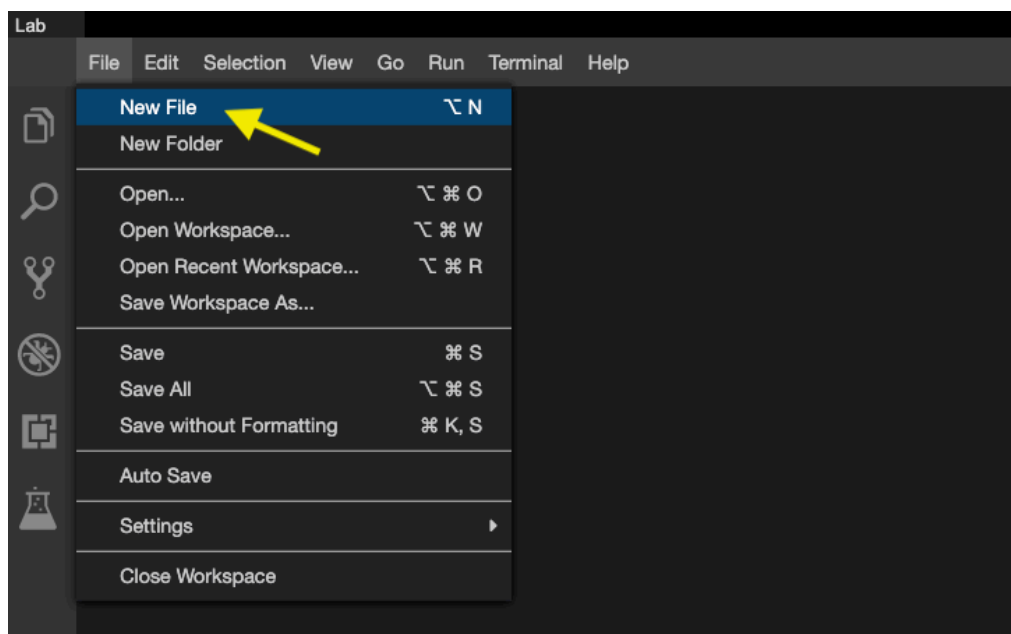 Lab
File Edit Selection View Go Run Terminal Help
New File ⌥ N
New Folder
Open... ⌥ ⌘ O
Open Workspace... ⌥ ⌘ W
Open Recent Workspace... ⌥ ⌘ R
Save Workspace As...
Save ⌘ S
Save All ⌥ ⌘ S
Save without Formatting ⌘ K, S
Auto Save
Settings
Close Workspace